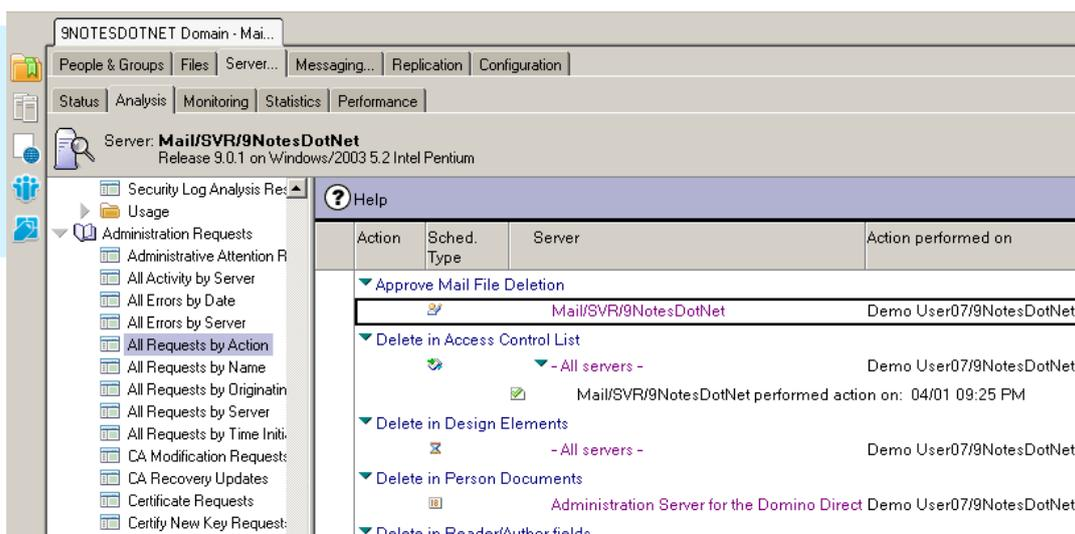 9NOTESDOTNET Domain - Mai...
People & Groups Files Server... Messaging... Replication Configuration
Status Analysis Monitoring Statistics Performance
Server: Mail/SVR/9NotesDotNet
Release 9.0.1 on Windows/2003 5.2 Intel Pentium
Security Log Analysis Res
Usage
Administration Requests
Administrative Attention R
All Activity by Server
All Errors by Date
All Errors by Server
All Requests by Action
All Requests by Name
All Requests by Originatin
All Requests by Server
All Requests by Time Initi
CA Modification Requests
CA Recovery Updates
Certificate Requests
Certify New Key Request
? Help
Action Sched. Type Server Action performed on
Approve Mail File Deletion
Mail/SVR/9NotesDotNet Demo User07/9NotesDotNet
Delete in Access Control List
- All servers - Demo User07/9NotesDotNet
Mail/SVR/9NotesDotNet performed action on: 04/01 09:25 PM
Delete in Design Elements
- All servers - Demo User07/9NotesDotNet
Delete in Person Documents
Administration Server for the Domino Direct Demo User07/9NotesDotNet
Delete in Reader/Author fields